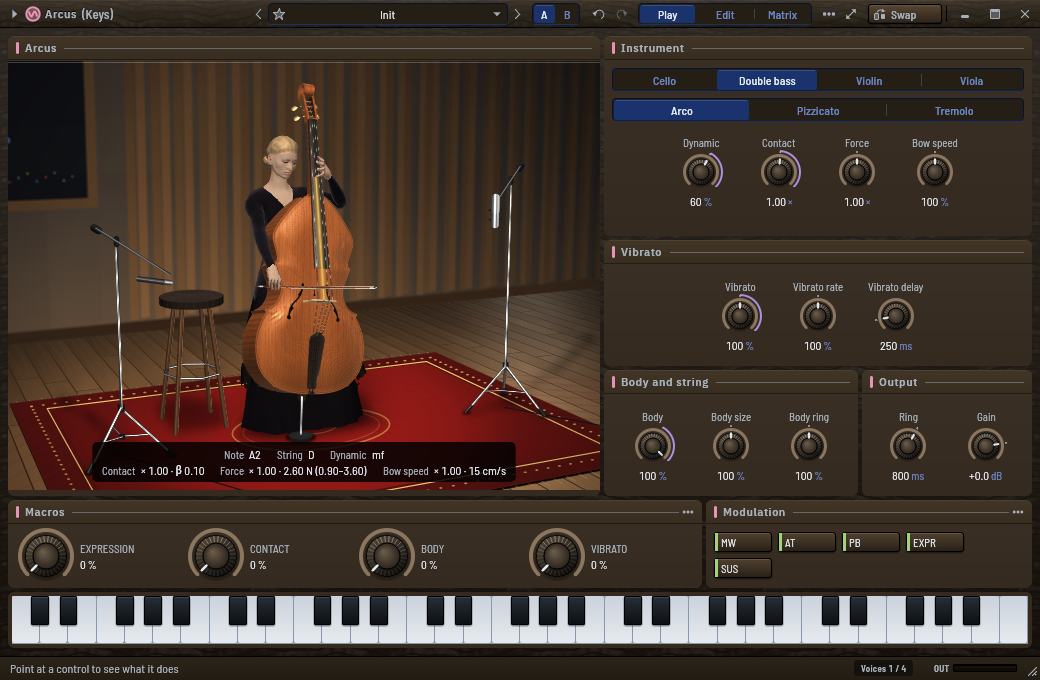 Arcus (Keys)
Init
A B
Play Edit Matrix
Swap
Arcus
Instrument
Cello Double bass Violin Viola
Arco Pizzicato Tremolo
Dynamic Contact Force Bow speed
60 % 1.00 × 1.00 × 100 %
Vibrato
Vibrato Vibrato rate Vibrato delay
100 % 100 % 250 ms
Body and string
Body Body size Body ring
100 % 100 % 100 %
Output
Ring Gain
800 ms +0.0 dB
Note A2 String D Dynamic mf
Contact × 1.00 · β 0.10 Force × 1.00 · 2.60 N (0.90–3.60) Bow speed × 1.00 · 15 cm/s
Macros
EXPRESSION
0 %
CONTACT
0 %
BODY
0 %
VIBRATO
0 %
Modulation
MW AT PB EXPR
SUS
Point at a control to see what it does
Voices 1 / 4
OUT